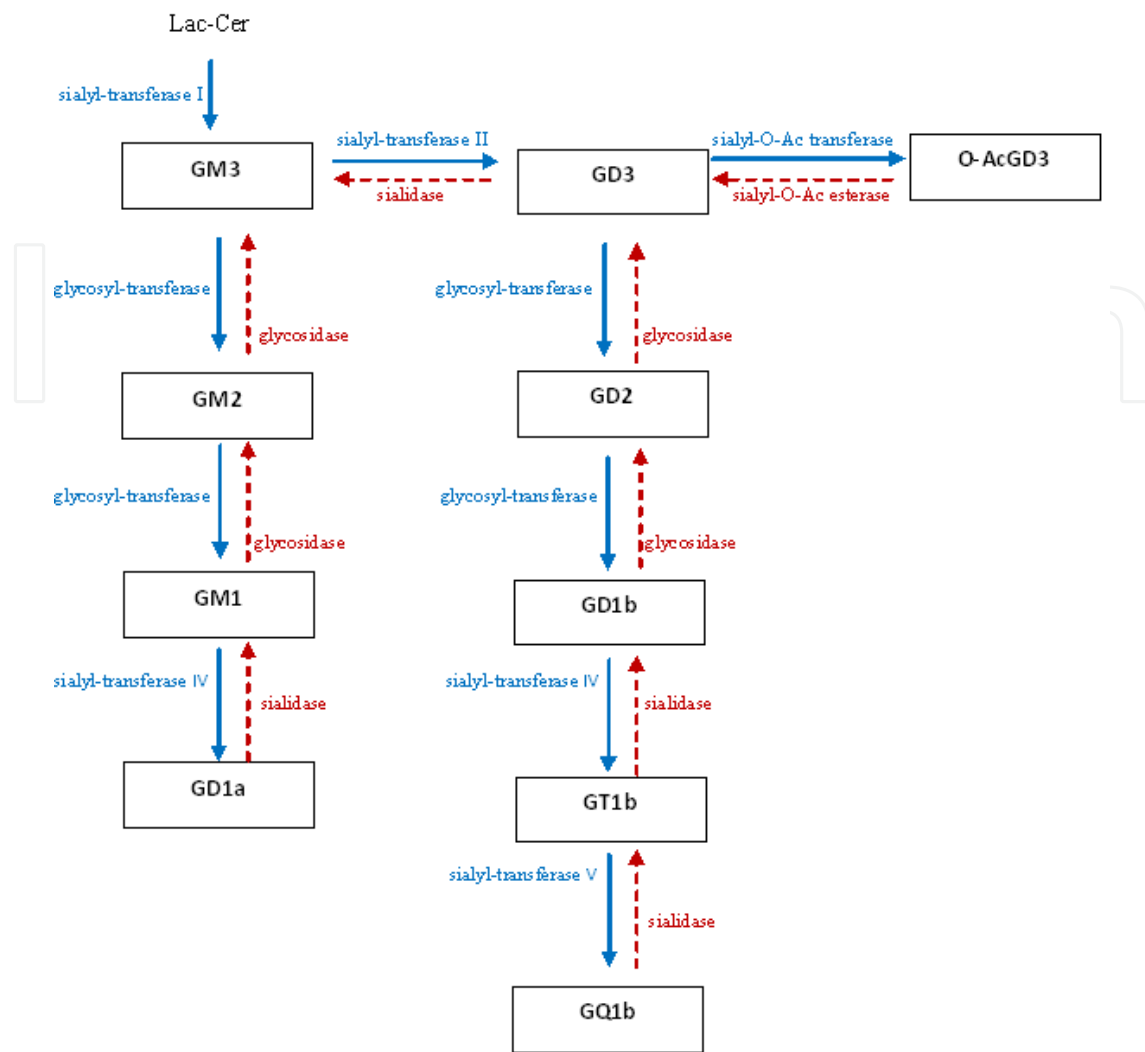 Lac-Cer
sialyl-transferase I
GM3
sialyl-transferase II
sialidase
GD3
sialyl-O-Ac transferase
sialyl-O-Ac esterase
O-AcGD3
glycosyl-transferase
glycosidase
glycosyl-transferase
glycosidase
GM2
GD2
glycosyl-transferase
glycosidase
glycosyl-transferase
glycosidase
GM1
GD1b
sialyl-transferase IV
sialidase
sialyl-transferase IV
sialidase
GD1a
GT1b
sialyl-transferase V
sialidase
GQ1b